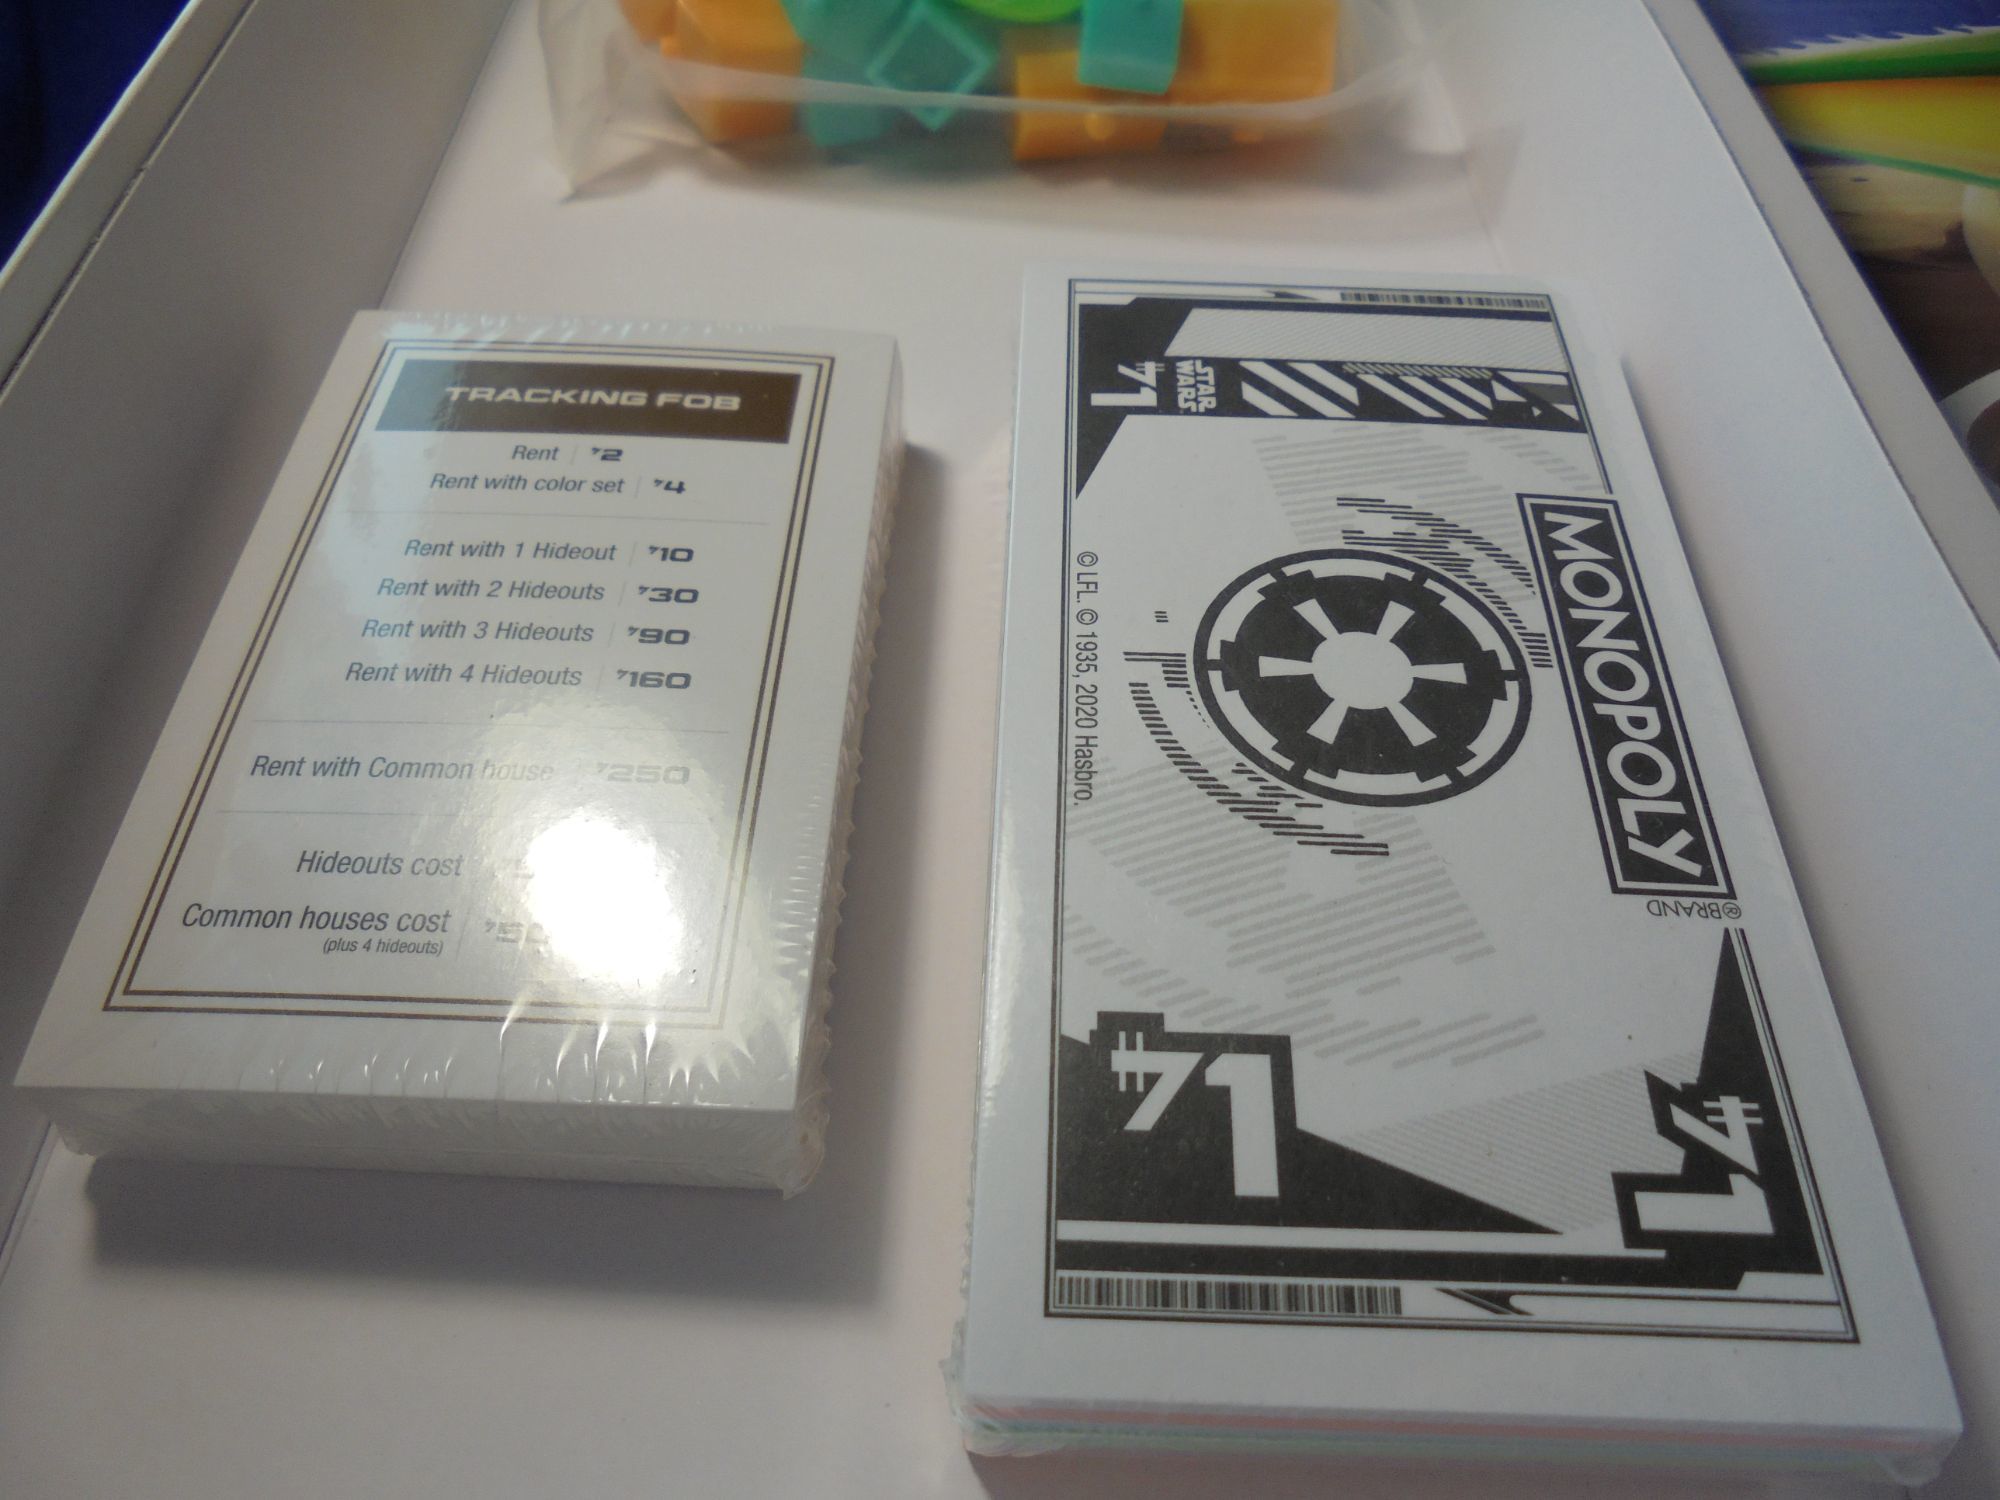 TRACKING FOB
Rent 2
Rent with color set 4
Rent with 1 Hideout 10
Rent with 2 Hideouts 30
Rent with 3 Hideouts 90
Rent with 4 Hideouts 160
Rent with Common house 250
Hideouts cost
Common houses cost
(plus 4 hideouts)
1
STAR
WARS
MONOPOLY
® BRAND
© LFL. © 1935, 2020 Hasbro.
1
1